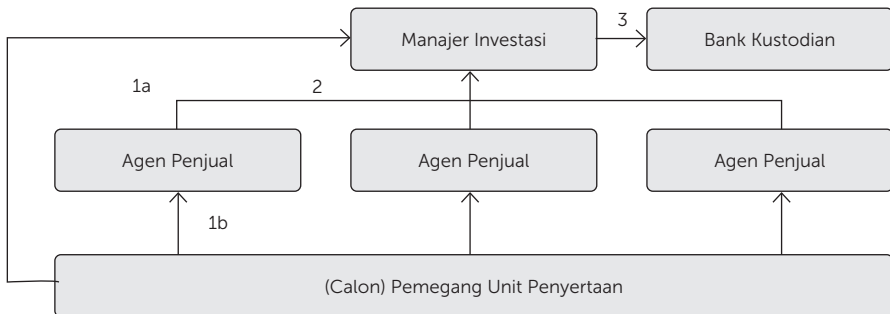 3
Manajer Investasi
Bank Kustodian
1a
2
Agen Penjual
Agen Penjual
Agen Penjual
1b
(Calon) Pemegang Unit Penyertaan